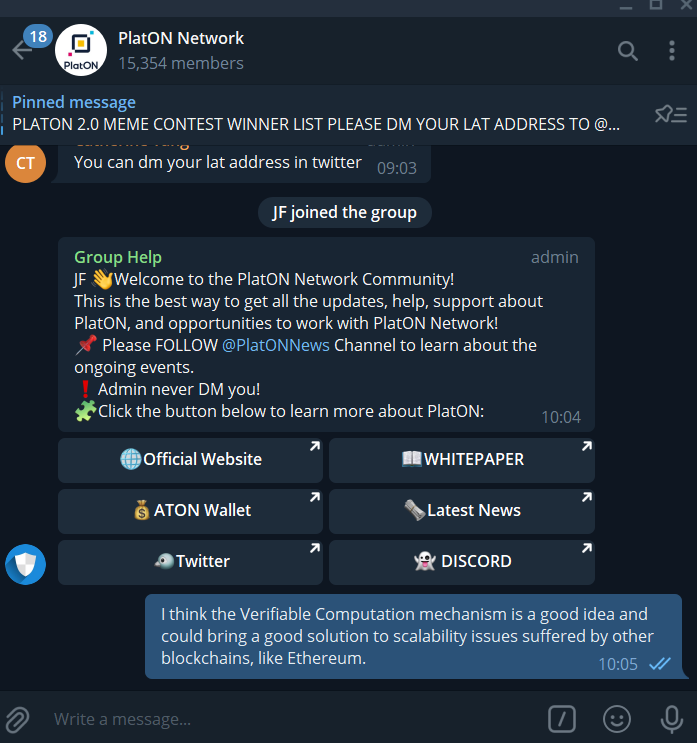 18
PlatON
PlatON Network
15,354 members
Pinned message
PLATON 2.0 MEME CONTEST WINNER LIST PLEASE DM YOUR LAT ADDRESS TO @...
CT
You can dm your lat address in twitter 09:03
JF joined the group
Group Help admin
JF 👋Welcome to the PlatON Network Community!
This is the best way to get all the updates, help, support about
PlatON, and opportunities to work with PlatON Network!
📌 Please FOLLOW @PlatONNews Channel to learn about the
ongoing events.
❗ Admin never DM you!
🧩Click the button below to learn more about PlatON: 10:04
🌐Official Website
📖WHITEPAPER
💰ATON Wallet
🗞Latest News
🐦Twitter
👻 DISCORD
I think the Verifiable Computation mechanism is a good idea and
could bring a good solution to scalability issues suffered by other
blockchains, like Ethereum. 10:05
Write a message...